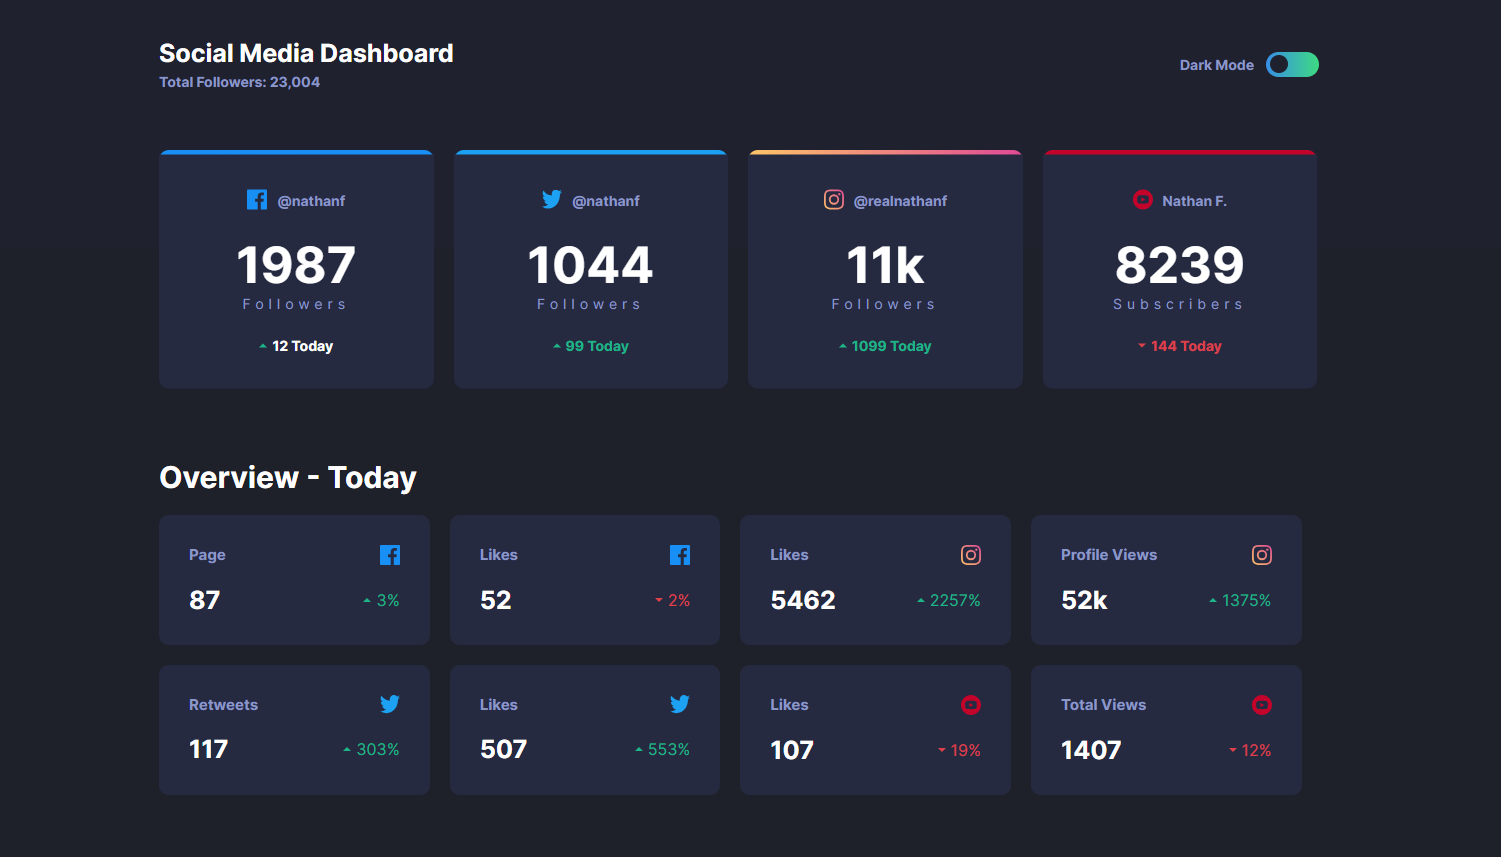 Social Media Dashboard
Total Followers: 23,004
Dark Mode
@nathanf
1987
Followers
12 Today
@nathanf
1044
Followers
99 Today
@realnathanf
11k
Followers
1099 Today
Nathan F.
8239
Subscribers
144 Today
Overview - Today
Page
87
3%
Likes
52
2%
Likes
5462
2257%
Profile Views
52k
1375%
Retweets
117
303%
Likes
507
553%
Likes
107
19%
Total Views
1407
12%